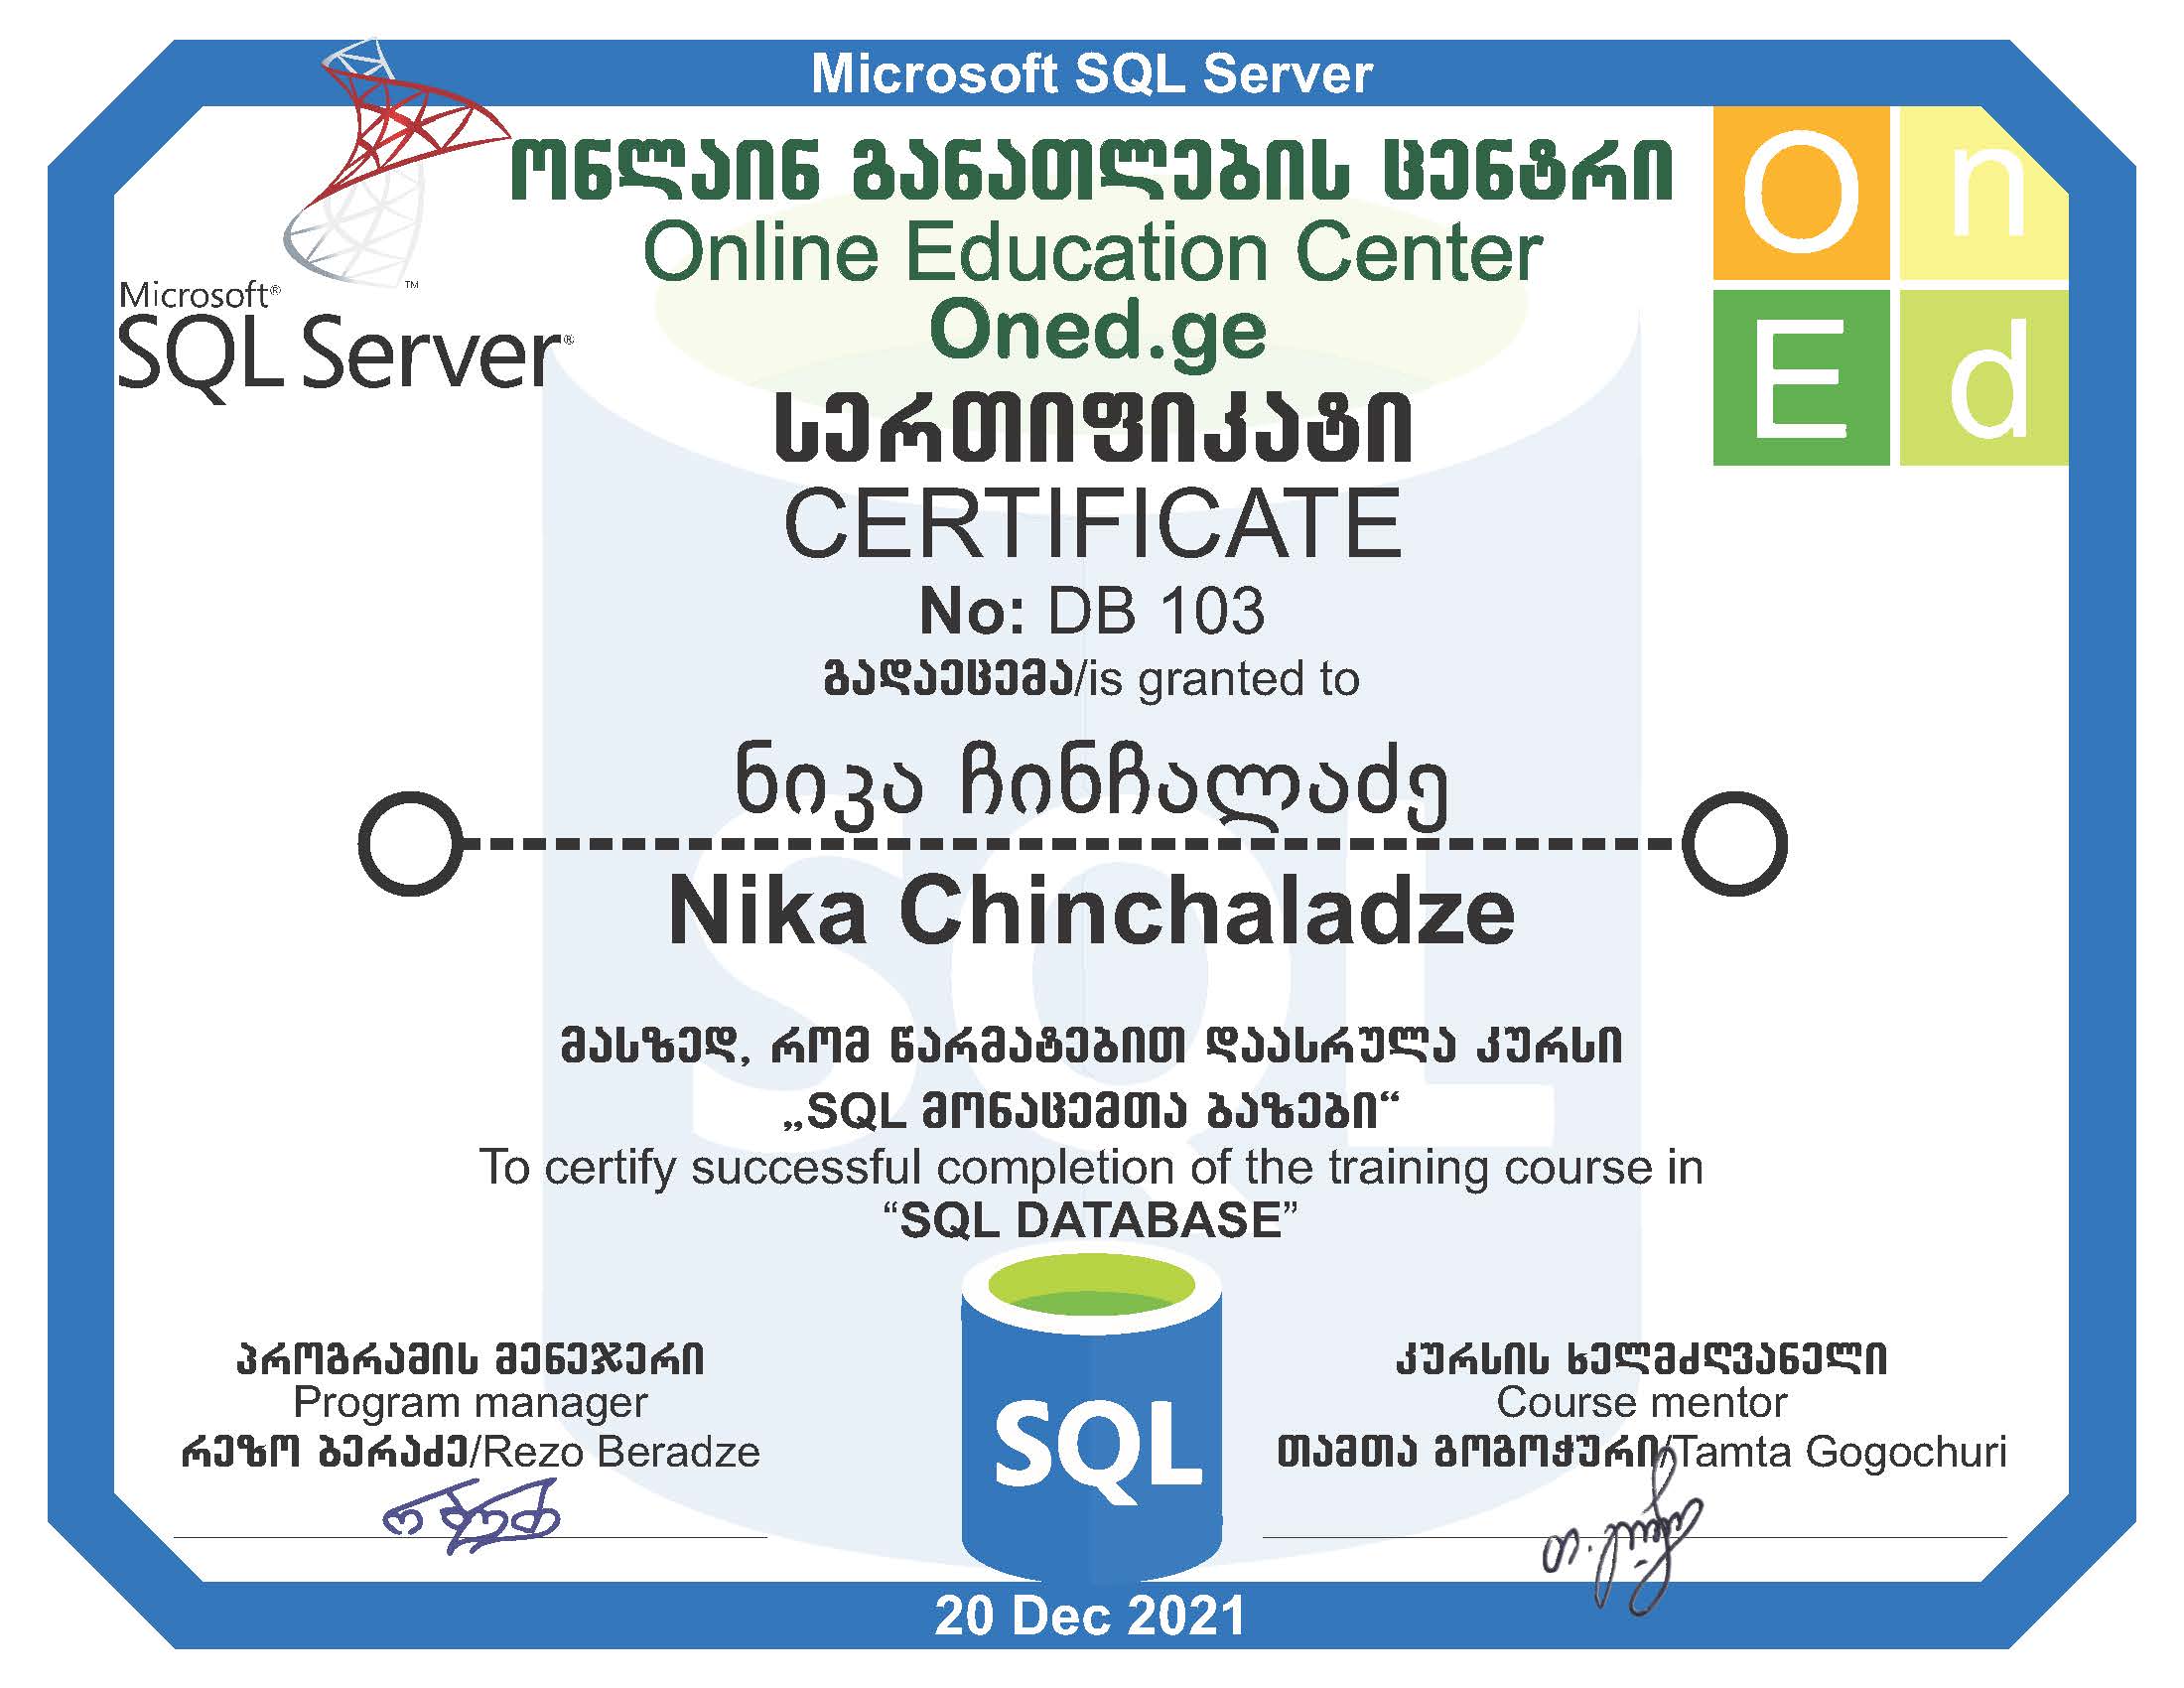 Microsoft SQL Server
Microsoft®
SQL Server®
™
ონლაინ განათლების ცენტრი
Online Education Center
Oned.ge
On
Ed
სერთიფიკატი
CERTIFICATE
No: DB 103
გადაეცემა/is granted to
ნიკა ჩინჩალაძე
Nika Chinchaladze
მასზედ, რომ წარმატებით დაასრულა კურსი
„SQL მონაცემთა ბაზები“
To certify successful completion of the training course in
“SQL DATABASE”
პროგრამის მენეჯერი
Program manager
რეზო ბერაძე/Rezo Beradze
SQL
კურსის ხელმძღვანელი
Course mentor
თამთა გოგოჭური/Tamta Gogochuri
20 Dec 2021